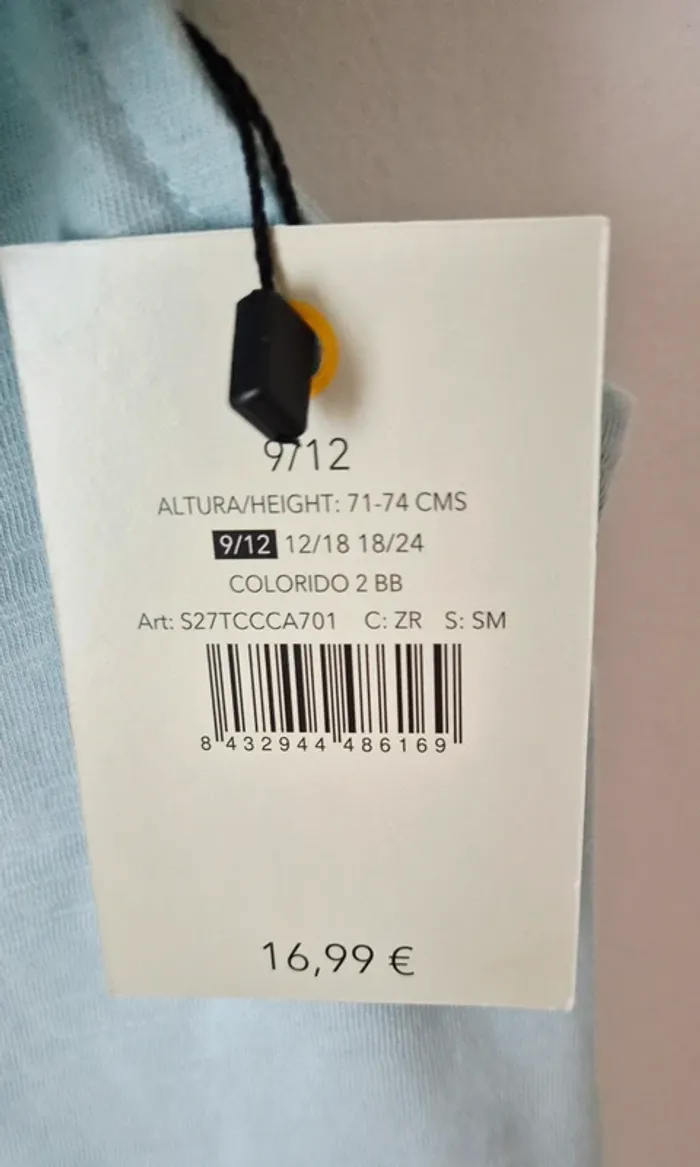 9/12
ALTURA/HEIGHT: 71-74 CMS
9/12 12/18 18/24
COLORIDO 2 BB
Art: S27TCCCA701 C: ZR S: SM
8 432944 486169
16,99 €